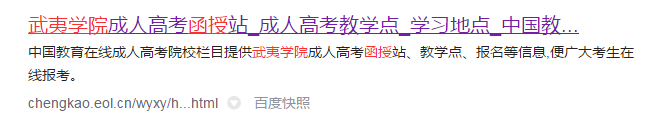 武夷学院成人高考函授站_成人高考教学点_学习地点_中国教...
中国教育在线成人高考院校栏目提供武夷学院成人高考函授站、教学点、报名等信息,便广大考生在
线报考。
chengkao.eol.cn/wyxy/h...html 百度快照